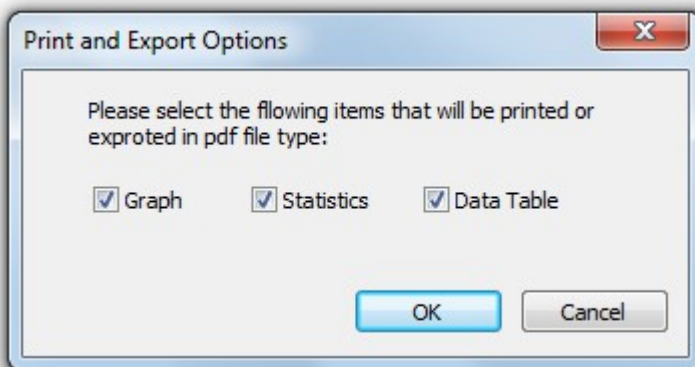 Print and Export Options
Please select the fllowing items that will be printed or
exproted in pdf file type:
Graph Statistics Data Table
OK Cancel